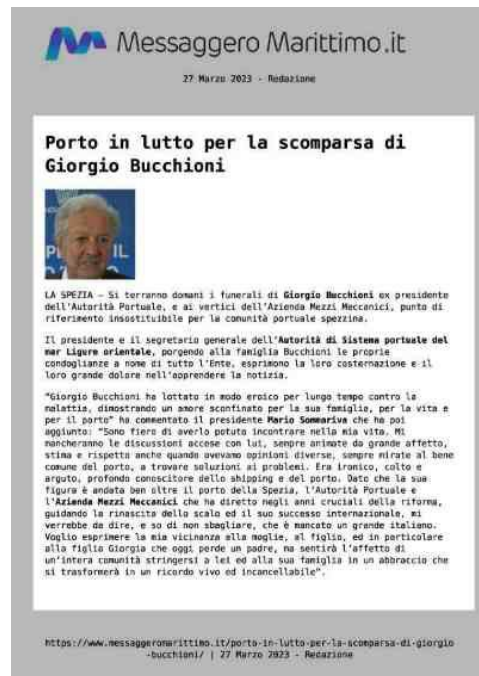 Messaggero Marittimo.it
27 Marzo 2023 - Redazione
Porto in lutto per la scomparsa di
Giorgio Bucchioni
LA SPEZIA – Si terranno domani i funerali di Giorgio Bucchioni ex presidente
dell'Autorità Portuale, e ai vertici dell'Azienda Mezzi Meccanici, punto di
riferimento insostituibile per la comunità portuale spezzina.
Il presidente e il segretario generale dell'Autorità di Sistema portuale del
mar Ligure orientale, porgendo alla famiglia Bucchioni le proprie
condoglianze a nome di tutto l'Ente, esprimono la loro costernazione e il
loro grande dolore nell'apprendere la notizia.
"Giorgio Bucchioni ha lottato in modo eroico per lungo tempo contro la
malattia, dimostrando un amore sconfinato per la sua famiglia, per la vita e
per il porto" ha commentato il presidente Mario Sommariva che ha poi
aggiunto: "Sono fiero di averlo potuto incontrare nella mia vita. Mi
mancheranno le discussioni accese con lui, sempre animate da grande affetto,
stima e rispetto anche quando avevamo opinioni diverse, sempre mirate al bene
comune del porto, a trovare soluzioni ai problemi. Era ironico, colto e
arguto, profondo conoscitore dello shipping e del porto. Dato che la sua
figura è andata ben oltre il porto della Spezia, l'Autorità Portuale e
l'Azienda Mezzi Meccanici che ha diretto negli anni cruciali della riforma,
guidando la rinascita dello scalo ed il suo successo internazionale, mi
verrebbe da dire, e so di non sbagliare, che è mancato un grande italiano.
Voglio esprimere la mia vicinanza alla moglie, al figlio, ed in particolare
alla figlia Giorgia che oggi perde un padre, ma sentirà l'affetto di
un'intera comunità stringersi a lei ed alla sua famiglia in un abbraccio che
si trasformerà in un ricordo vivo ed incancellabile".
https://www.messaggeromarittimo.it/porto-in-lutto-per-la-scomparsa-di-giorgio
-bucchioni/ | 27 Marzo 2023 - Redazione